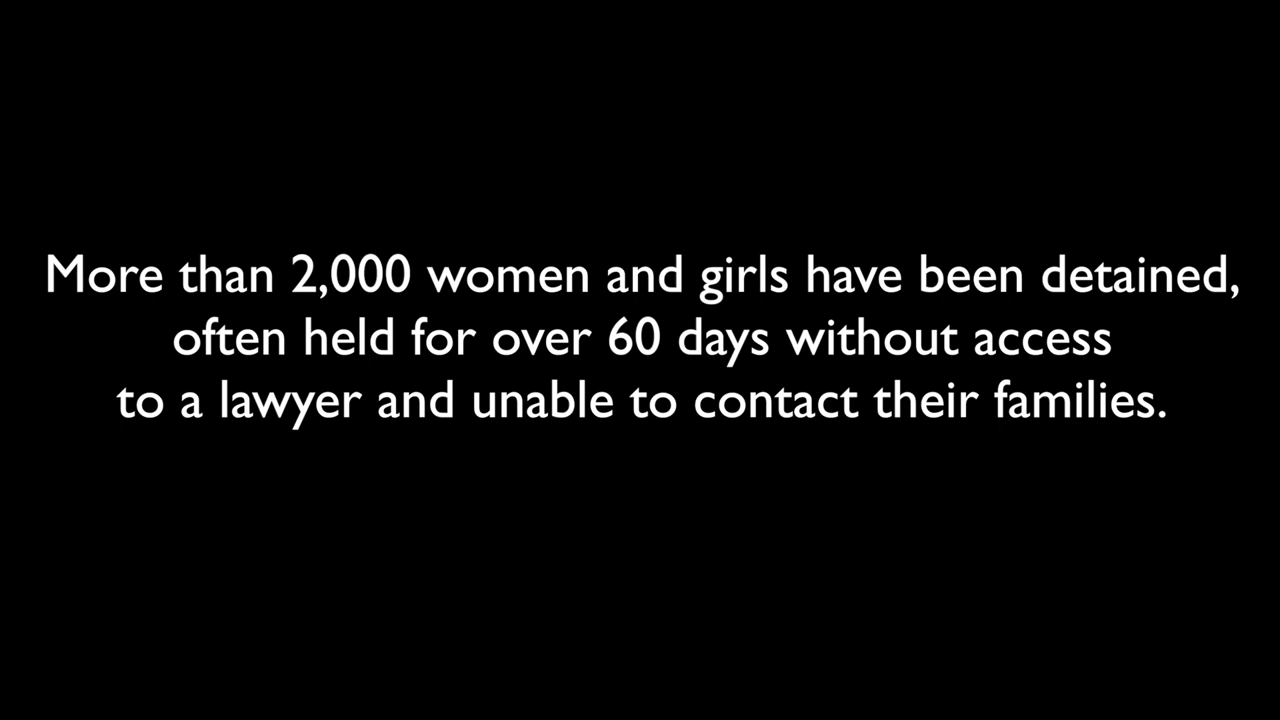 More than 2,000 women and girls have been detained,
often held for over 60 days without access
to a lawyer and unable to contact their families.